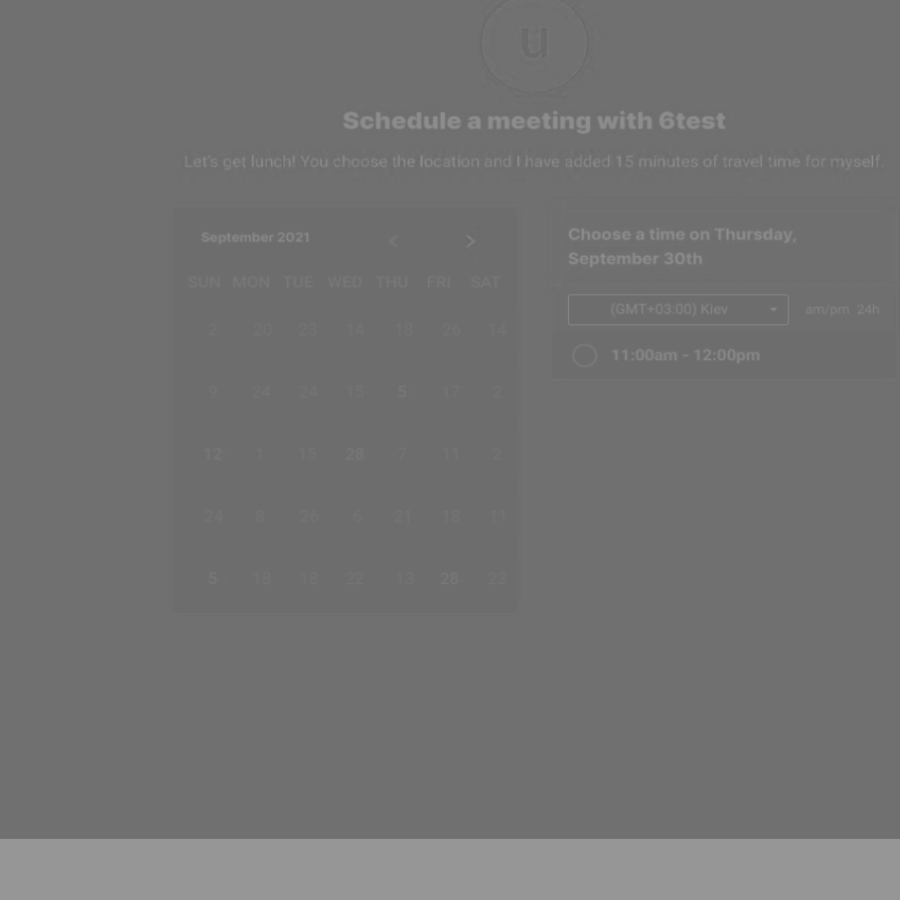 u
Schedule a meeting with 6test
Let's get lunch! You choose the location and I have added 15 minutes of travel time for myself.
September 2021 < >
SUN MON TUE WED THU FRI SAT
2 20 23 14 18 26 14
9 24 24 15 5 17 2
12 1 13 28 7 11 2
24 8 26 6 21 18 11
5 16 18 22 13 28 23
Choose a time on Thursday,
September 30th
(GMT+03:00) Kiev am/pm 24h
11:00am - 12:00pm